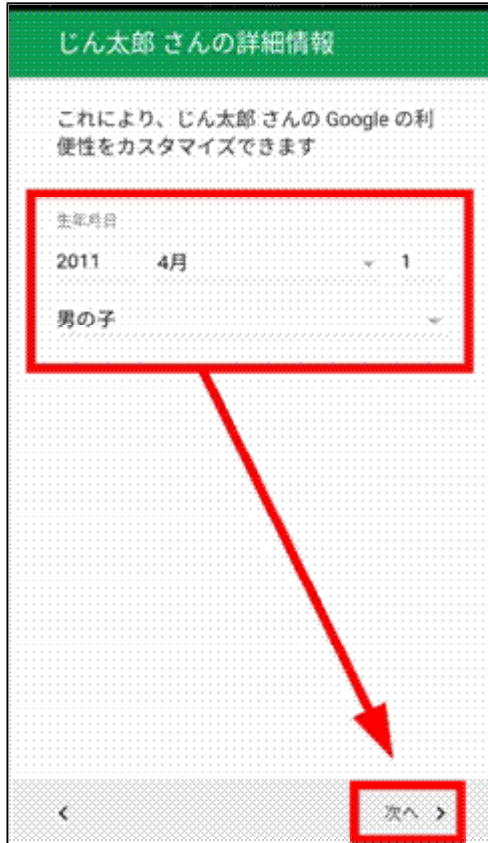 じん太郎 さんの詳細情報
これにより、じん太郎 さんの Google の利
便性をカスタマイズできます
生年月日
2011 4月 1
男の子
次へ